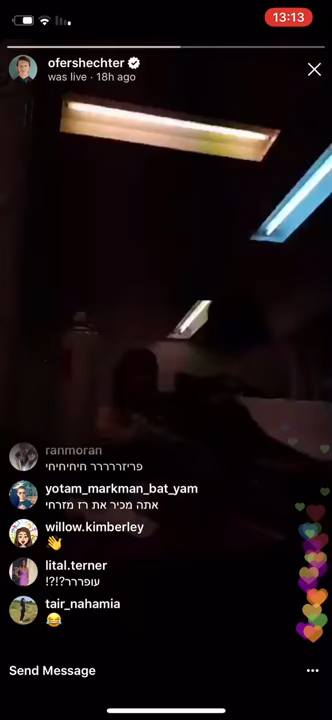 13:13
ofershechter
was live · 18h ago
ranmoran
פריזרררר חיחיחיחי
yotam_markman_bat_yam
אתה מכיר את רז מזרחי
willow.kimberley
👋
lital.terner
עופררר?!?!
tair_nahamia
😂
Send Message